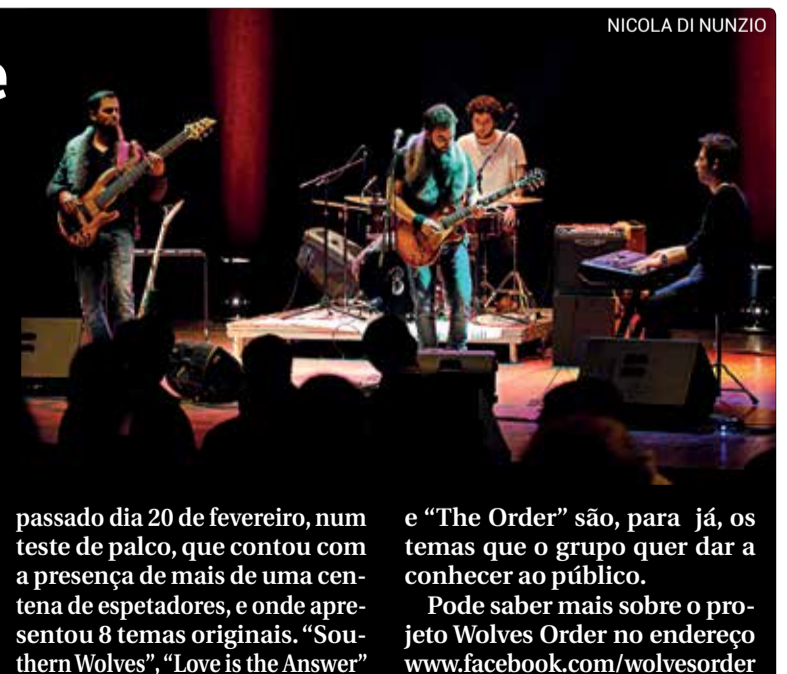 NICOLA DI NUNZIO
e
passado dia 20 de fevereiro, num
teste de palco, que contou com
a presença de mais de uma cen-
tena de espetadores, e onde apre-
sentou 8 temas originais. “Sou-
thern Wolves”, “Love is the Answer”
e “The Order” são, para já, os
temas que o grupo quer dar a
conhecer ao público.
Pode saber mais sobre o pro-
jeto Wolves Order no endereço
www.facebook.com/wolvesorder